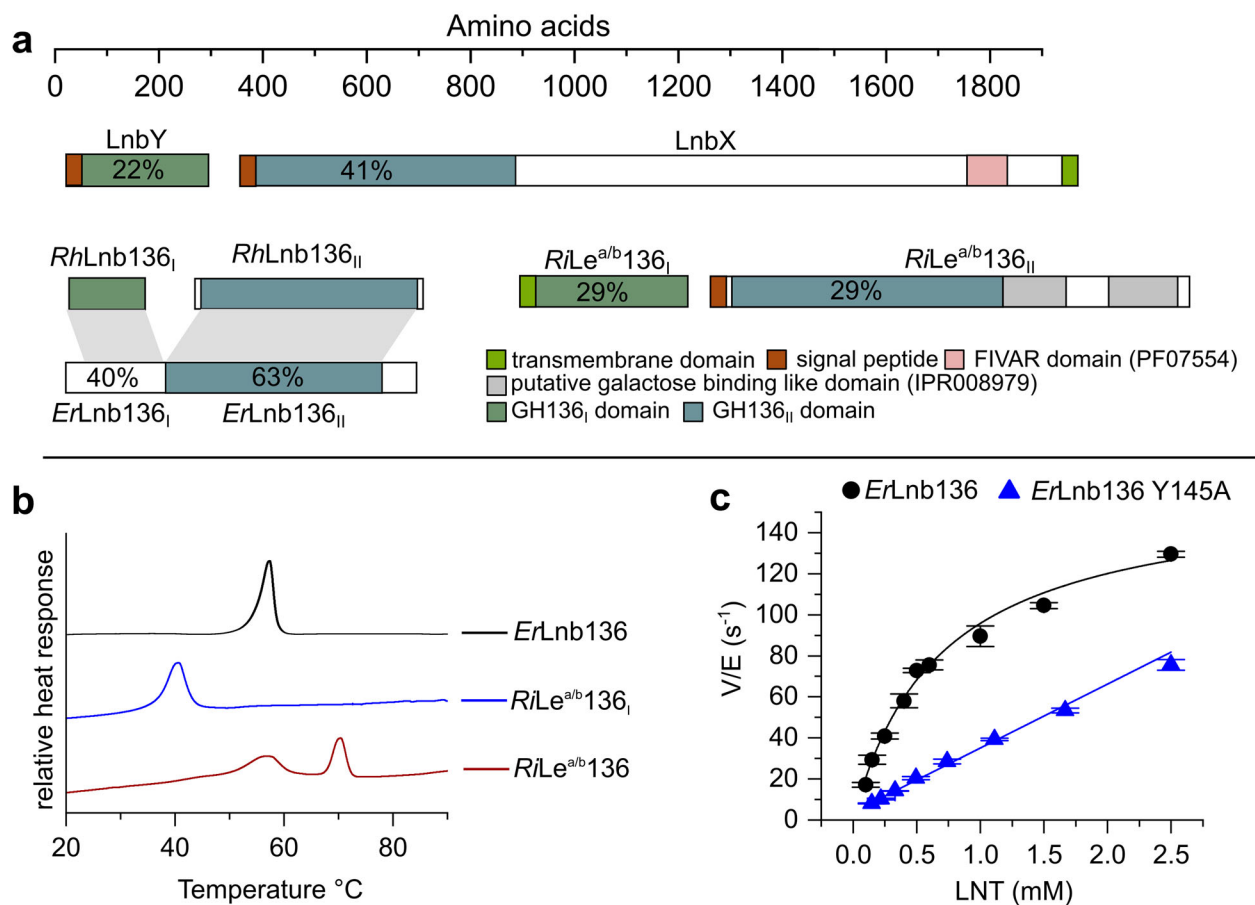 a
Amino acids
0 200 400 600 800 1000 1200 1400 1600 1800
LnbY LnbX
22% 41%
RhLnb136I RhLnb136II RiLea/b136I RiLea/b136II
29% 29%
40% 63%
ErLnb136I ErLnb136II
transmembrane domain signal peptide FIVAR domain (PF07554)
putative galactose binding like domain (IPR008979)
GH136I domain GH136II domain
b
relative heat response
ErLnb136
RiLea/b136I
RiLea/b136
20 40 60 80
Temperature °C
c
ErLnb136 ErLnb136 Y145A
V/E (s-1)
140
120
100
80
60
40
20
0
0.0 0.5 1.0 1.5 2.0 2.5
LNT (mM)